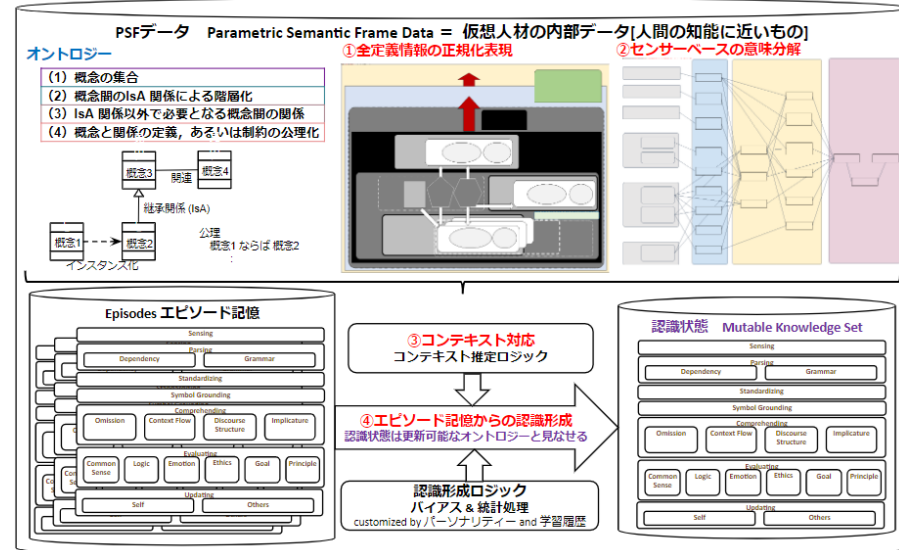 PSFデータ Parametric Semantic Frame Data = 仮想人材の内部データ[人間の知能に近いもの]
オントロジー
①全定義情報の正規化表現
②センサーベースの意味分解
(1)概念の集合
(2)概念間のIsA 関係による階層化
(3)IsA 関係以外で必要となる概念間の関係
(4)概念と関係の定義,あるいは制約の公理化
概念3
関連
概念4
継承関係 (IsA)
概念1
概念2
インスタンス化
公理
概念1 ならば 概念2
:
Episodes エピソード記憶
Sensing
Parsing
Dependency
Grammar
Standardizing
Symbol Grounding
Comprehending
Omission
Context Flow
Discourse
Structure
Implicature
Evaluating
Common
Sense
Logic
Emotion
Ethics
Goal
Principle
Updating
Self
Others
③コンテキスト対応
コンテキスト推定ロジック
④エピソード記憶からの認識形成
認識状態は更新可能なオントロジーと見なせる
認識形成ロジック
バイアス & 統計処理
customized by パーソナリティー and 学習履歴
認識状態 Mutable Knowledge Set
Sensing
Parsing
Dependency
Grammar
Standardizing
Symbol Grounding
Comprehending
Omission
Context Flow
Discourse
Structure
Implicature
Evaluating
Common
Sense
Logic
Emotion
Ethics
Goal
Principle
Updating
Self
Others